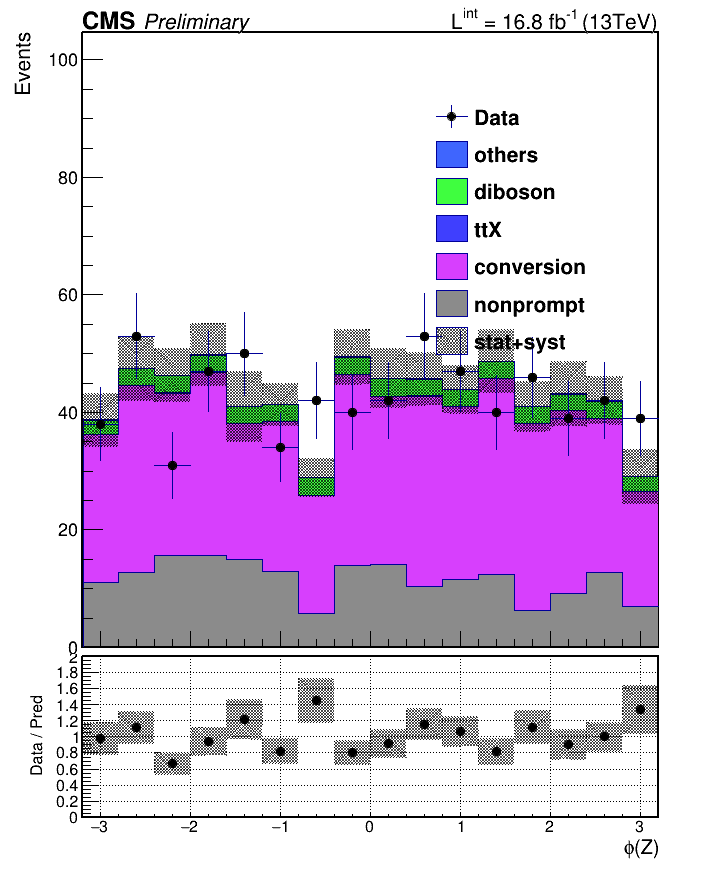 CMS Preliminary L^int = 16.8 fb^-1 (13TeV)
Events
100
80
60
40
20
0
Data
others
diboson
ttX
conversion
nonprompt
stat+syst
Data / Pred
2
1.8
1.6
1.4
1.2
1
0.8
0.6
0.4
0.2
0
−3 −2 −1 0 1 2 3
ϕ(Z)